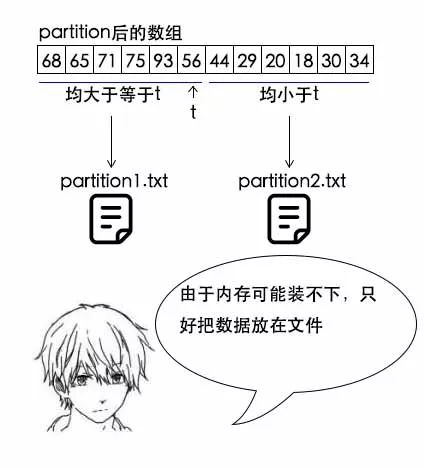 partition后的数组
68 65 71 75 93 56 44 29 20 18 30 34
均大于等于t 均小于t
t
partition1.txt partition2.txt
由于内存可能装不下，只
好把数据放在文件